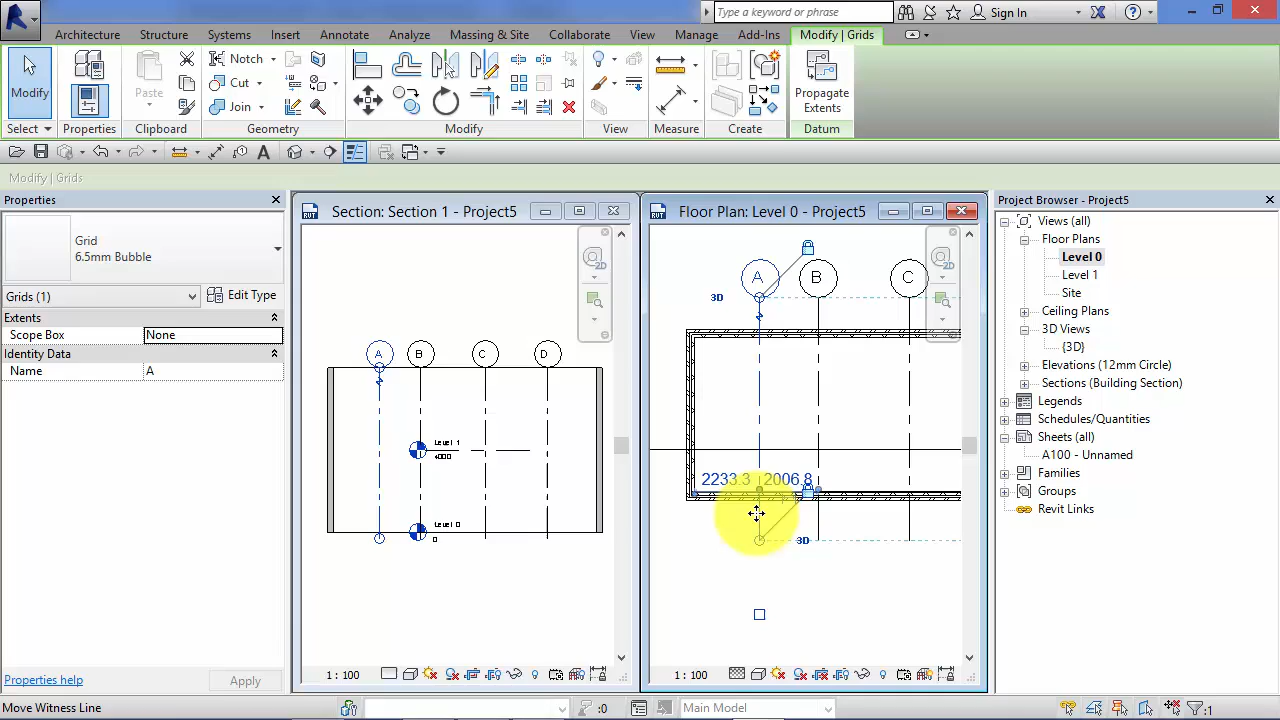 Type a keyword or phrase
Sign In
Architecture
Structure
Systems
Insert
Annotate
Analyze
Massing & Site
Collaborate
View
Manage
Add-Ins
Modify | Grids
Modify
Paste
Notch
Cut
Join
Propagate
Extents
Select
Properties
Clipboard
Geometry
Modify
View
Measure
Create
Datum
Modify | Grids
Properties
Grid
6.5mm Bubble
Grids (1)
Edit Type
Extents
Scope Box
None
Identity Data
Name
A
Properties help
Apply
Section: Section 1 - Project5
2D
A
B
C
D
Level 1
4000
Level 0
0
1 : 100
Floor Plan: Level 0 - Project5
2D
A
B
C
3D
2233.3
2006.8
3D
1 : 100
Project Browser - Project5
Views (all)
Floor Plans
Level 0
Level 1
Site
Ceiling Plans
3D Views
{3D}
Elevations (12mm Circle)
Sections (Building Section)
Legends
Schedules/Quantities
Sheets (all)
A100 - Unnamed
Families
Groups
Revit Links
Move Witness Line
:0
Main Model
:1